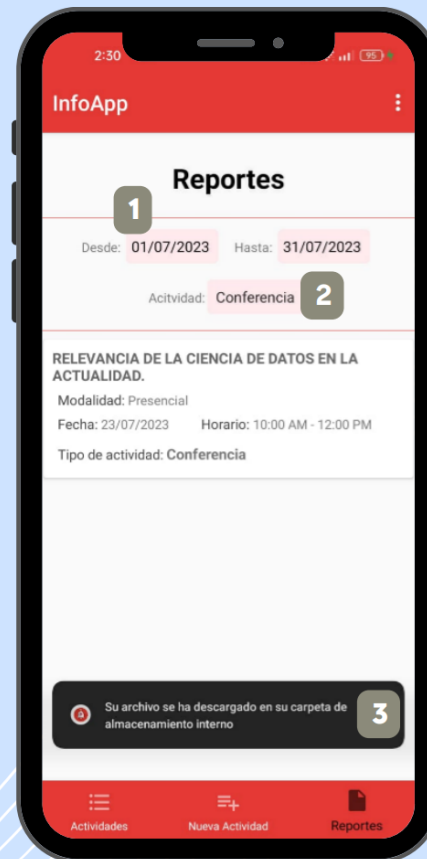 2:30
95
InfoApp
Reportes
1
Desde: 01/07/2023 Hasta: 31/07/2023
Acitvidad: Conferencia 2
RELEVANCIA DE LA CIENCIA DE DATOS EN LA
ACTUALIDAD.
Modalidad: Presencial
Fecha: 23/07/2023 Horario: 10:00 AM - 12:00 PM
Tipo de actividad: Conferencia
Su archivo se ha descargado en su carpeta de
almacenamiento interno
3
Actividades Nueva Actividad Reportes